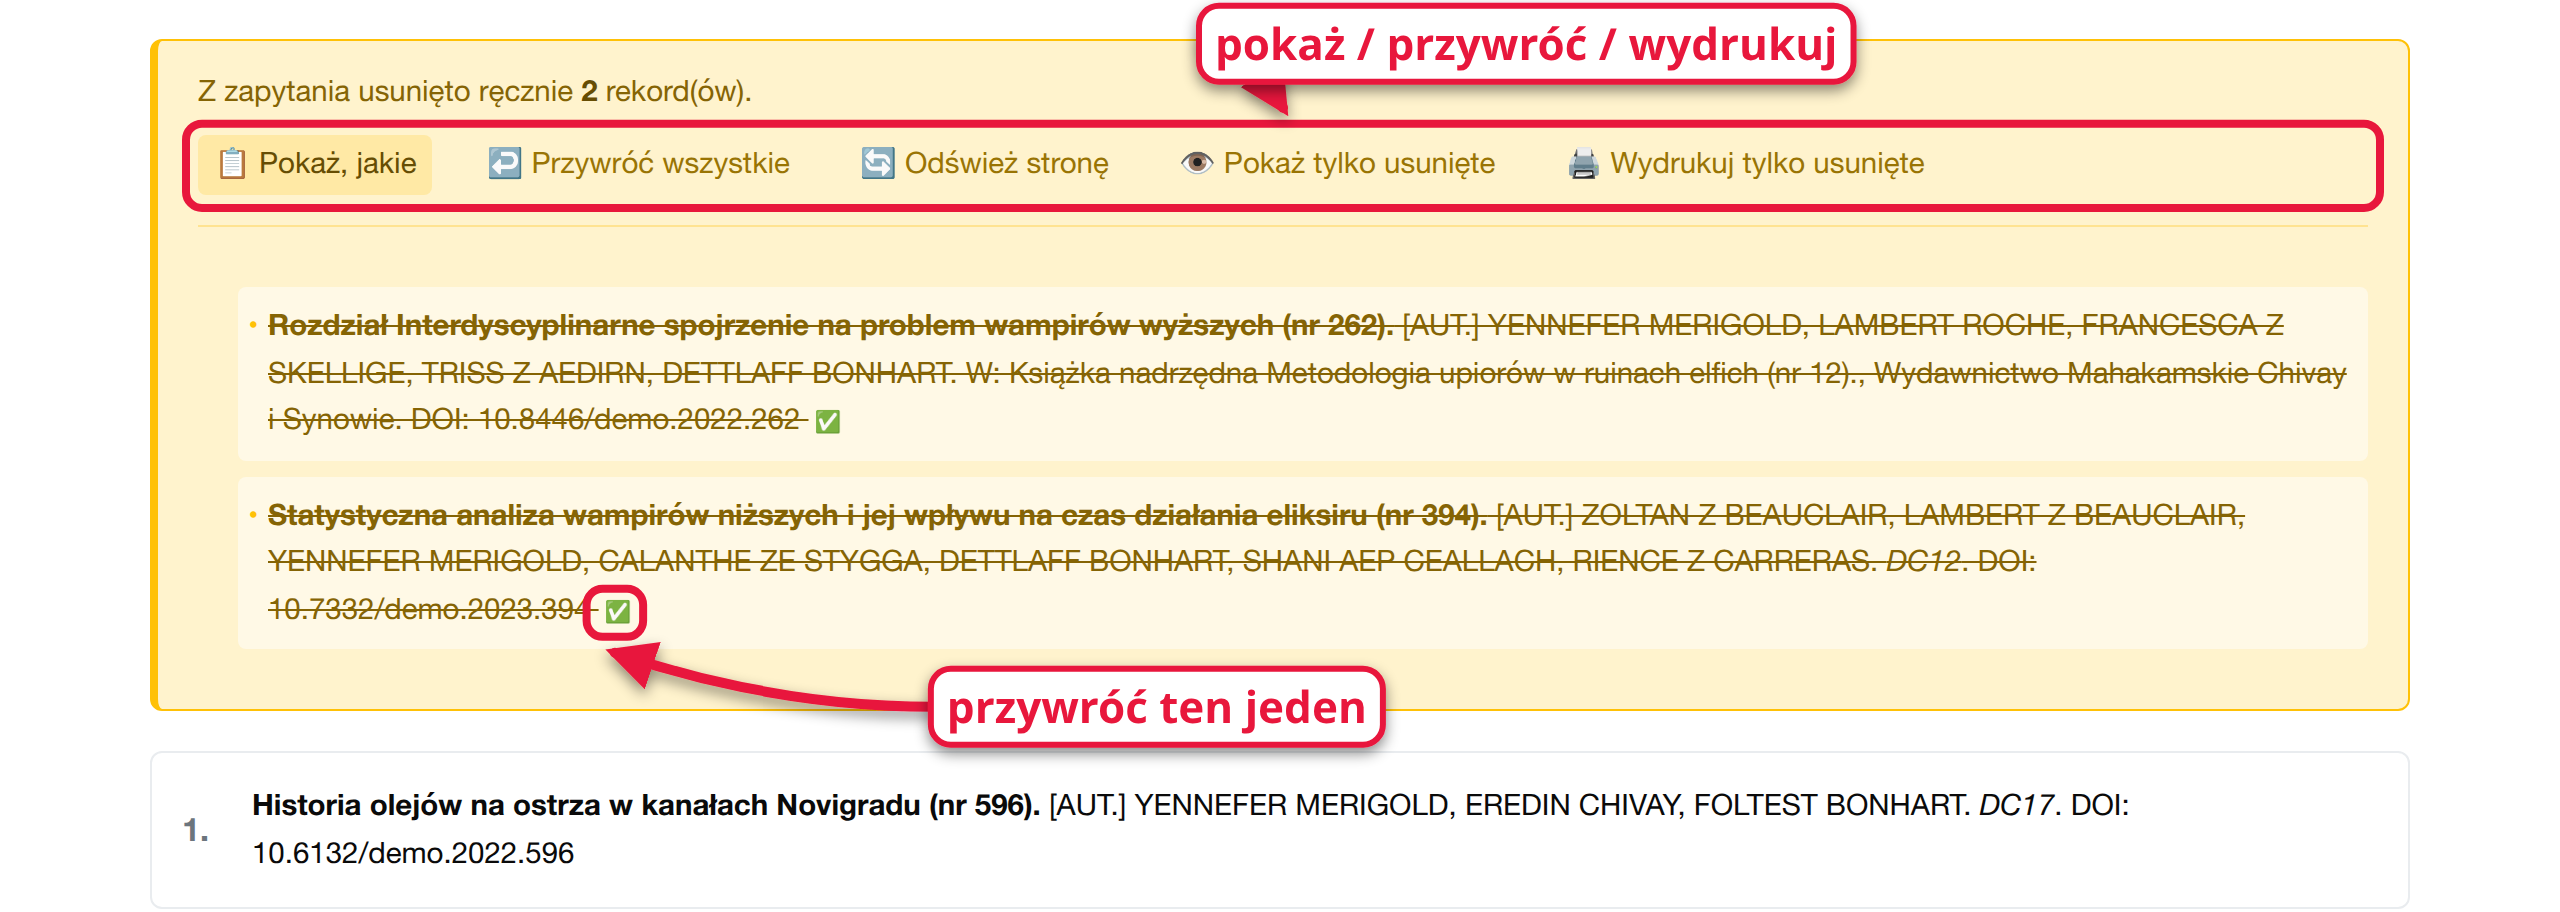 pokaż / przywróć / wydrukuj
Z zapytania usunięto ręcznie 2 rekord(ów).
Pokaż, jakie Przywróć wszystkie Odśwież stronę Pokaż tylko usunięte Wydrukuj tylko usunięte
Rozdział Interdyscyplinarne spojrzenie na problem wampirów wyższych (nr 262). [AUT.] YENNEFER MERIGOLD, LAMBERT ROCHE, FRANCESCA Z
SKELLIGE, TRISS Z AEDIRN, DETTLAFF BONHART. W: Książka nadrzędna Metodologia upiorów w ruinach elfich (nr 12)., Wydawnictwo Mahakamskie Chivay
i Synowie. DOI: 10.8446/demo.2022.262
Statystyczna analiza wampirów niższych i jej wpływu na czas działania eliksiru (nr 394). [AUT.] ZOLTAN Z BEAUCLAIR, LAMBERT Z BEAUCLAIR,
YENNEFER MERIGOLD, CALANTHE ZE STYGGA, DETTLAFF BONHART, SHANI AEP CEALLACH, RIENCE Z CARRERAS. DC12. DOI:
10.7332/demo.2023.394
przywróć ten jeden
1. Historia olejów na ostrza w kanałach Novigradu (nr 596). [AUT.] YENNEFER MERIGOLD, EREDIN CHIVAY, FOLTEST BONHART. DC17. DOI:
10.6132/demo.2022.596